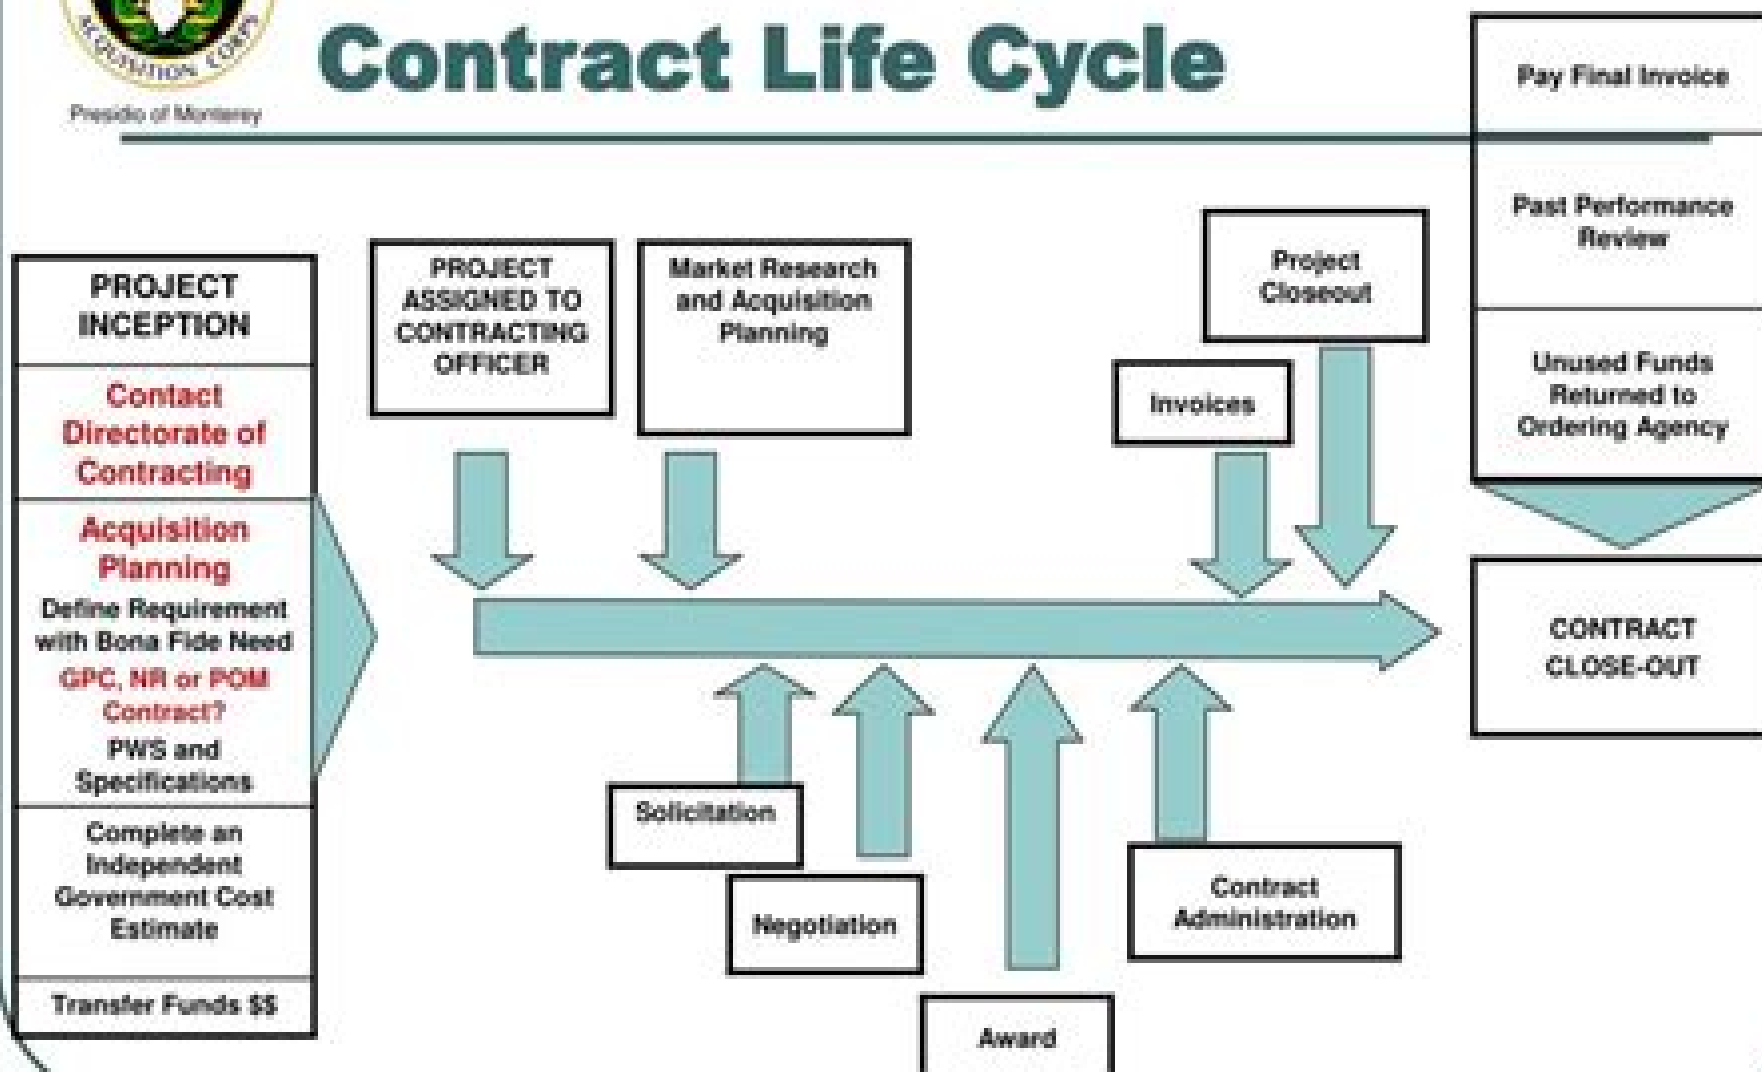 ACQUISITION CORPS
Presidio of Monterey
Contract Life Cycle
PROJECT
INCEPTION
Contact
Directorate of
Contracting
Acquisition
Planning
Define Requirement
with Bona Fide Need
GPC, NR or POM
Contract?
PWS and
Specifications
Complete an
Independent
Government Cost
Estimate
Transfer Funds $$
PROJECT
ASSIGNED TO
CONTRACTING
OFFICER
Market Research
and Acquisition
Planning
Solicitation
Negotiation
Award
Contract
Administration
Invoices
Project
Closeout
Pay Final Invoice
Past Performance
Review
Unused Funds
Returned to
Ordering Agency
CONTRACT
CLOSE-OUT